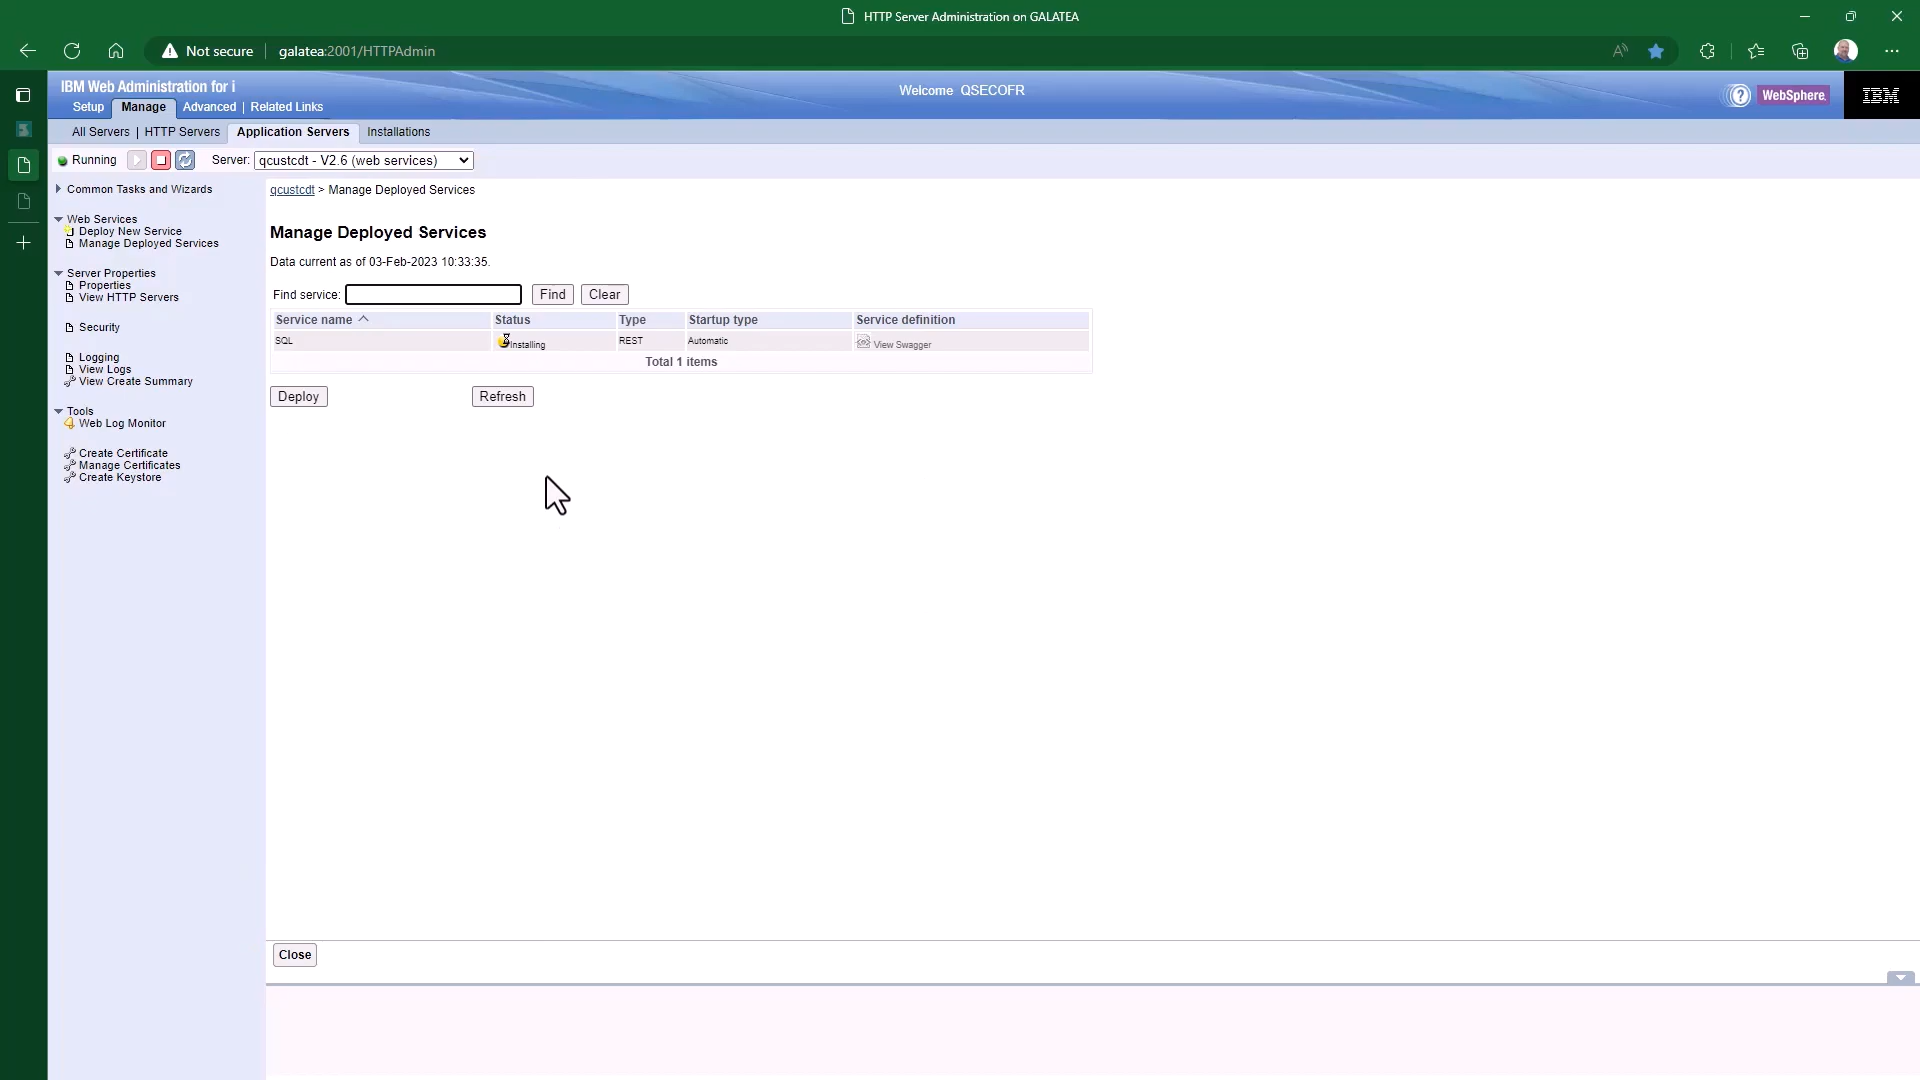 HTTP Server Administration on GALATEA
Not secure galatea:2001/HTTPAdmin
IBM Web Administration for i
Welcome QSECOFR
WebSphere.
IBM
Setup Manage Advanced | Related Links
All Servers | HTTP Servers Application Servers Installations
Running Server: qcustcdt - V2.6 (web services)
Common Tasks and Wizards
Web Services
Deploy New Service
Manage Deployed Services
Server Properties
Properties
View HTTP Servers
Security
Logging
View Logs
View Create Summary
Tools
Web Log Monitor
Create Certificate
Manage Certificates
Create Keystore
qcustcdt > Manage Deployed Services
Manage Deployed Services
Data current as of 03-Feb-2023 10:33:35.
Find service: Find Clear
Service name Status Type Startup type Service definition
SQL Installing REST Automatic View Swagger
Total 1 items
Deploy Refresh
Close